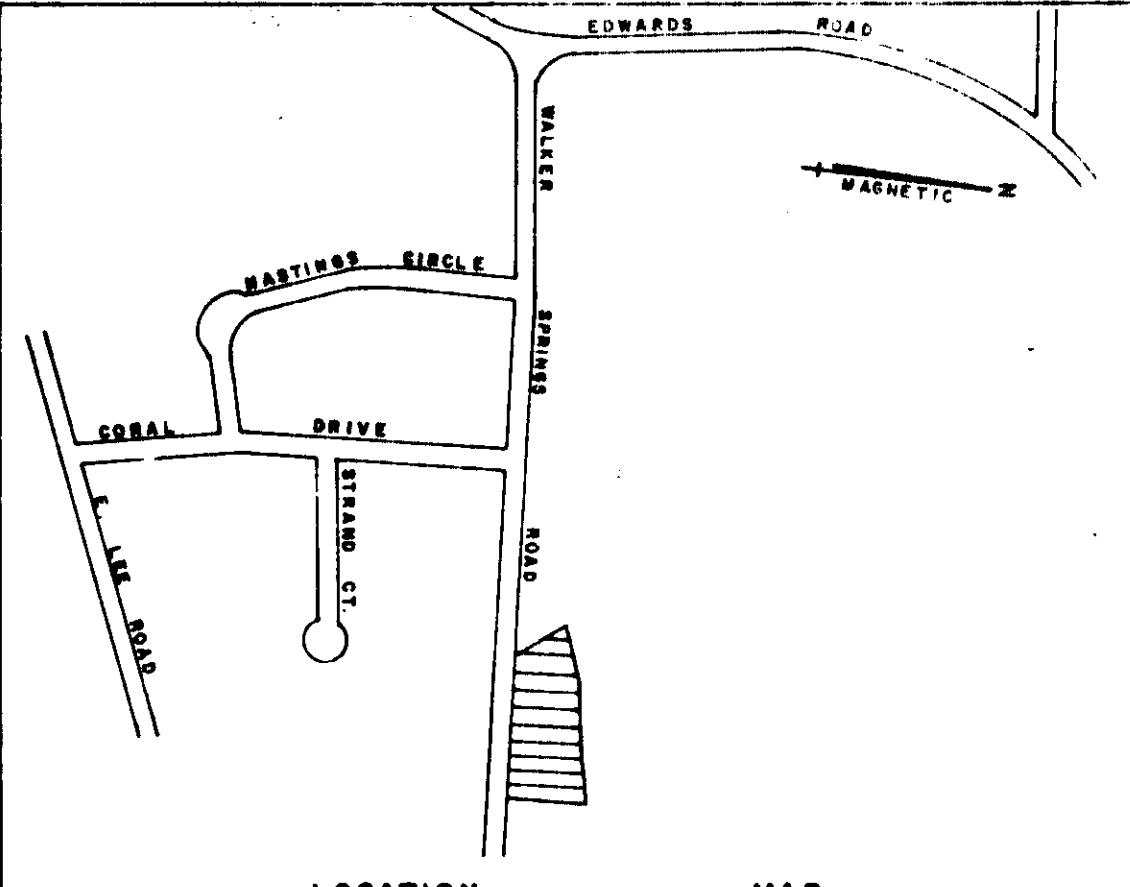 EDWARDS ROAD
WALKER SPRINGS ROAD
MAGNETIC N
HASTINGS CIRCLE
CORAL DRIVE
STRAND CT.
E. LEE ROAD
LOCATION MAP